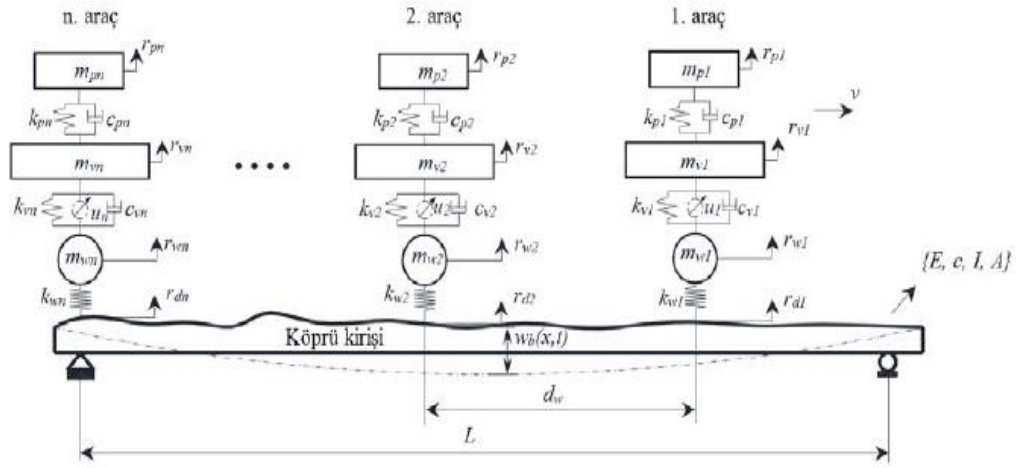 n. araç 2. araç 1. araç
r_pn r_p2 r_p1
m_pn m_p2 m_p1
k_pn c_pn k_p2 c_p2 k_p1 c_p1 v
r_vn r_v2 r_v1
m_vn m_v2 m_v1
k_vn u_n c_vn k_v2 u_2 c_v2 k_v1 u_1 c_v1
r_wn r_w2 r_w1
m_wn m_w2 m_w1
{E, c, I, A}
k_wn r_dn k_w2 r_d2 k_w1 r_d1
Köprü kirişi w_b(x,t)
d_w
L